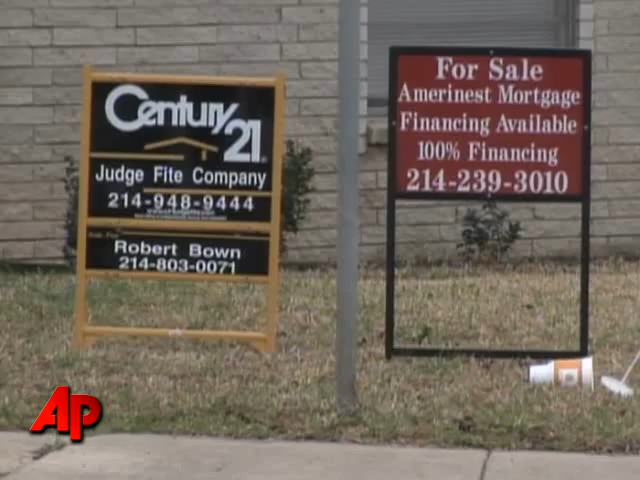 Century 21
Judge Fite Company
214-948-9444
Robert Bown
214-803-0071
For Sale
Amerinest Mortgage
Financing Available
100% Financing
214-239-3010
AP